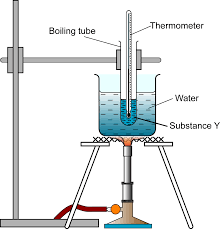 Thermometer
Boiling tube
Water
Substance Y